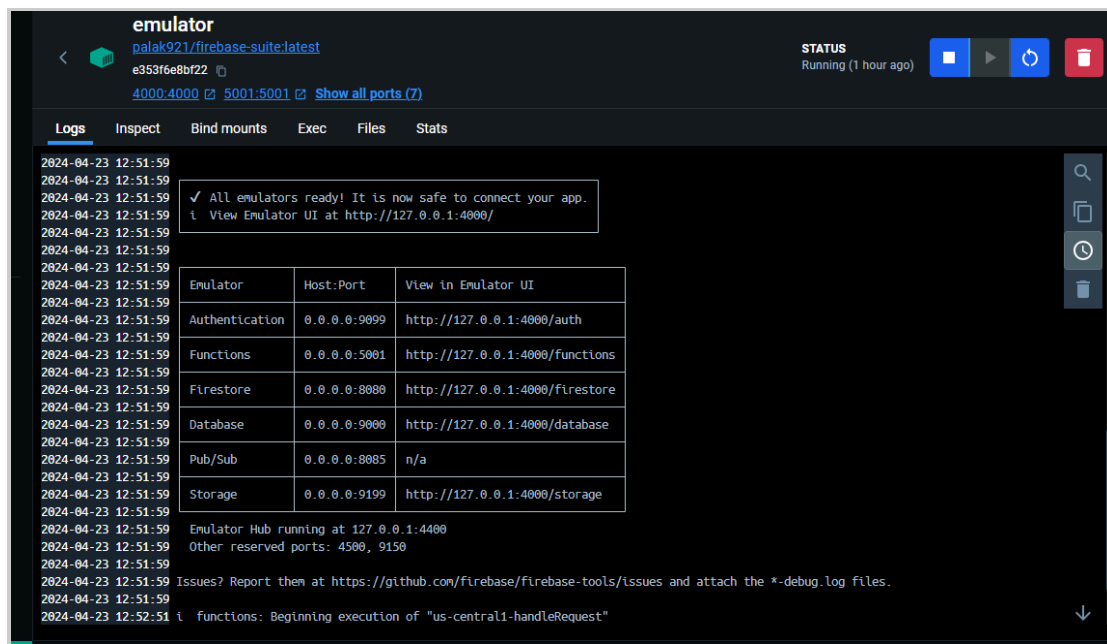 emulator
palak921/firebase-suite:latest
e353f6e8bf22
4000:4000 5001:5001 Show all ports (7)
STATUS
Running (1 hour ago)
Logs Inspect Bind mounts Exec Files Stats
2024-04-23 12:51:59
2024-04-23 12:51:59
2024-04-23 12:51:59 ✓ All emulators ready! It is now safe to connect your app.
2024-04-23 12:51:59 i View Emulator UI at http://127.0.0.1:4000/
2024-04-23 12:51:59
2024-04-23 12:51:59
2024-04-23 12:51:59
2024-04-23 12:51:59 Emulator Host:Port View in Emulator UI
2024-04-23 12:51:59
2024-04-23 12:51:59 Authentication 0.0.0.0:9099 http://127.0.0.1:4000/auth
2024-04-23 12:51:59
2024-04-23 12:51:59 Functions 0.0.0.0:5001 http://127.0.0.1:4000/functions
2024-04-23 12:51:59
2024-04-23 12:51:59 Firestore 0.0.0.0:8080 http://127.0.0.1:4000/firestore
2024-04-23 12:51:59
2024-04-23 12:51:59 Database 0.0.0.0:9000 http://127.0.0.1:4000/database
2024-04-23 12:51:59
2024-04-23 12:51:59 Pub/Sub 0.0.0.0:8085 n/a
2024-04-23 12:51:59
2024-04-23 12:51:59 Storage 0.0.0.0:9199 http://127.0.0.1:4000/storage
2024-04-23 12:51:59
2024-04-23 12:51:59 Emulator Hub running at 127.0.0.1:4400
2024-04-23 12:51:59 Other reserved ports: 4500, 9150
2024-04-23 12:51:59
2024-04-23 12:51:59 Issues? Report them at https://github.com/firebase/firebase-tools/issues and attach the *-debug.log files.
2024-04-23 12:51:59
2024-04-23 12:52:51 i functions: Beginning execution of "us-central1-handleRequest"